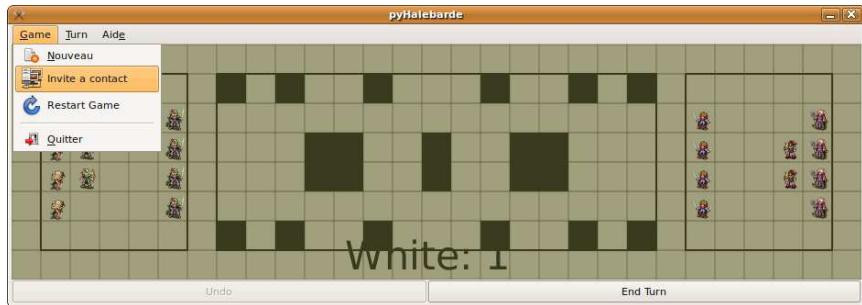 pyHalebarde
Game Turn Aide
Nouveau
Invite a contact
Restart Game
Quitter
White: 1
Undo
End Turn